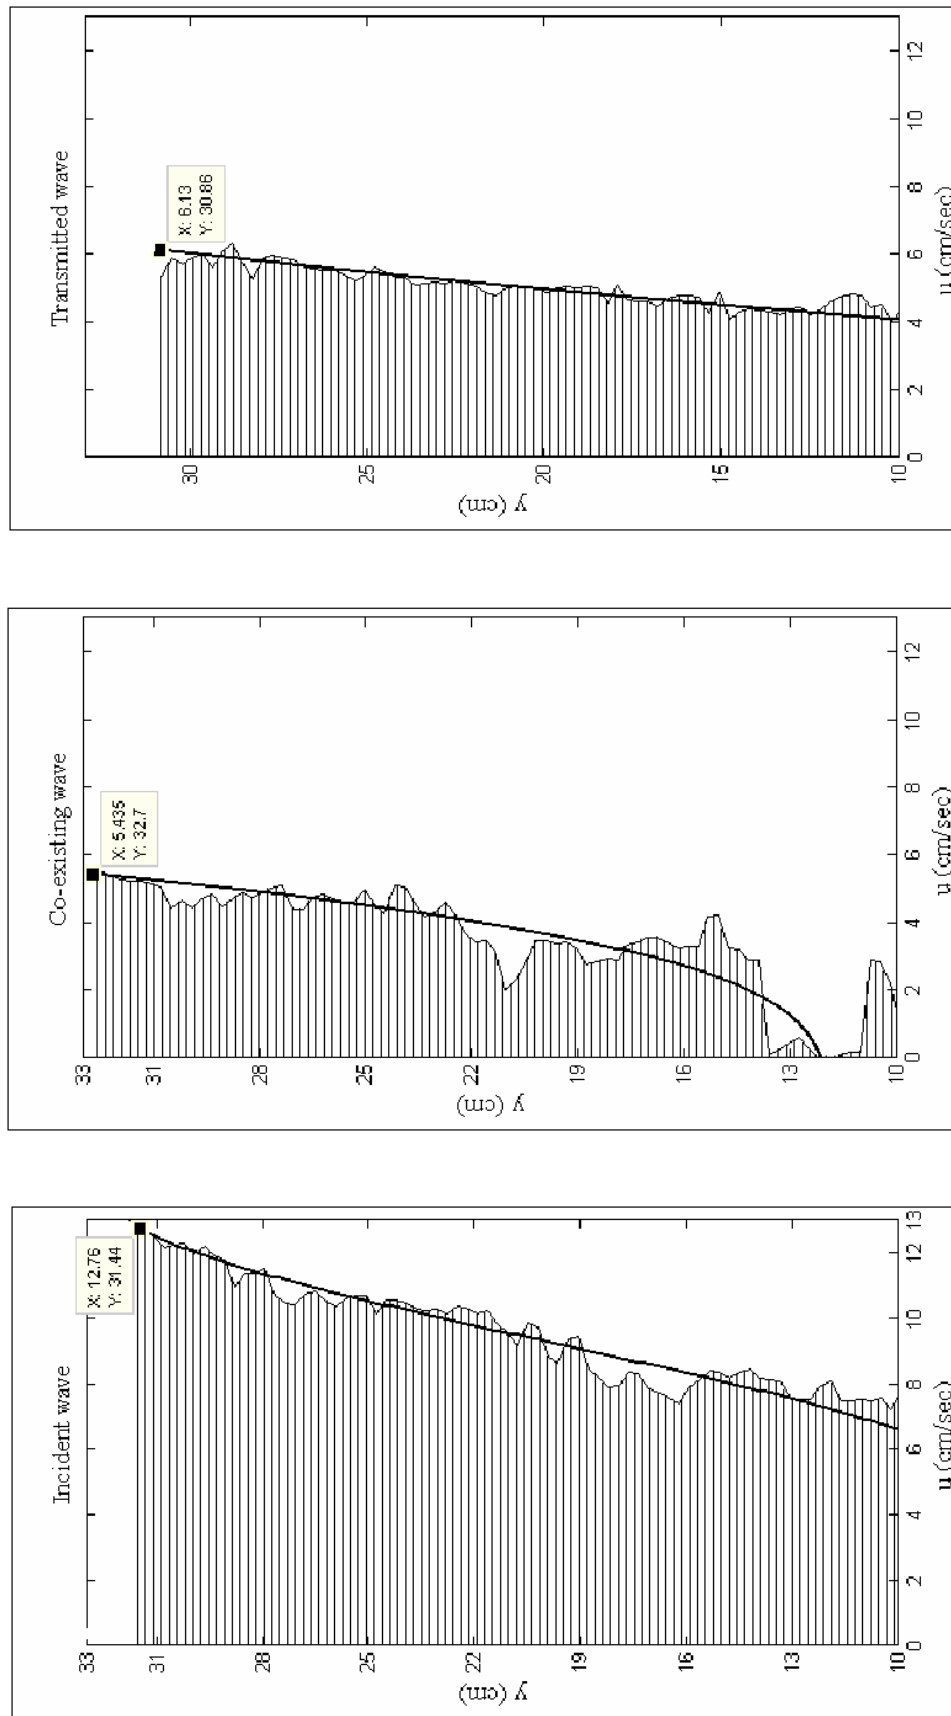 Incident wave
X: 12.76
Y: 31.44
33
31
28
25
22
19
16
13
10
y (cm)
0 2 4 6 8 10 12 13
u (cm/sec)
Co-existing wave
X: 5.435
Y: 32.7
33
31
28
25
22
19
16
13
10
y (cm)
0 2 4 6 8 10 12
u (cm/sec)
Transmitted wave
X: 6.13
Y: 30.86
30
25
20
15
10
y (cm)
0 2 4 6 8 10 12
u (cm/sec)